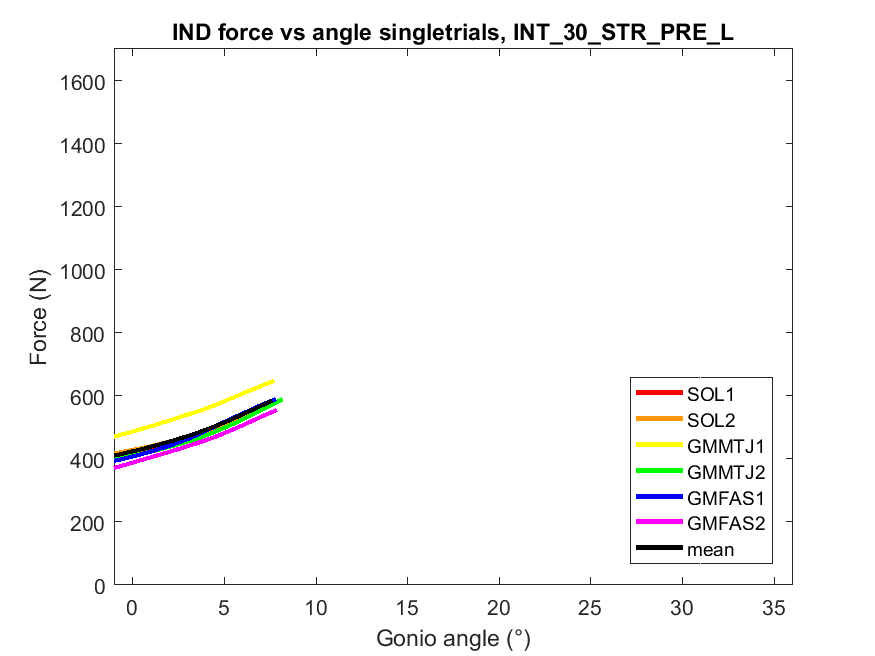 IND force vs angle singletrials, INT_30_STR_PRE_L
1600
1400
1200
1000
800
600
400
200
0
Force (N)
0 5 10 15 20 25 30 35
Gonio angle (°)
SOL1
SOL2
GMMTJ1
GMMTJ2
GMFAS1
GMFAS2
mean